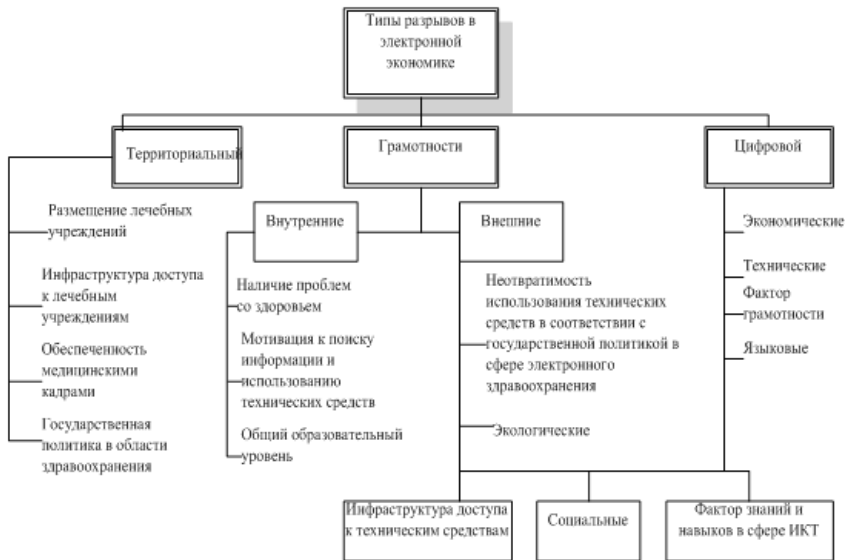 Типы разрывов в
электронной
экономике
Территориальный
Грамотности
Цифровой
Размещение лечебных
учреждений
Инфраструктура доступа
к лечебным
учреждениям
Обеспеченность
медицинскими
кадрами
Государственная
политика в области
здравоохранения
Внутренние
Наличие проблем
со здоровьем
Мотивация к поиску
информации и
использованию
технических средств
Общий образовательный
уровень
Внешние
Неотвратимость
использования технических
средств в соответствии с
государственной политикой в
сфере электронного
здравоохранения
Экологические
Экономические
Технические
Фактор
грамотности
Языковые
Инфраструктура доступа
к техническим средствам
Социальные
Фактор знаний и
навыков в сфере ИКТ